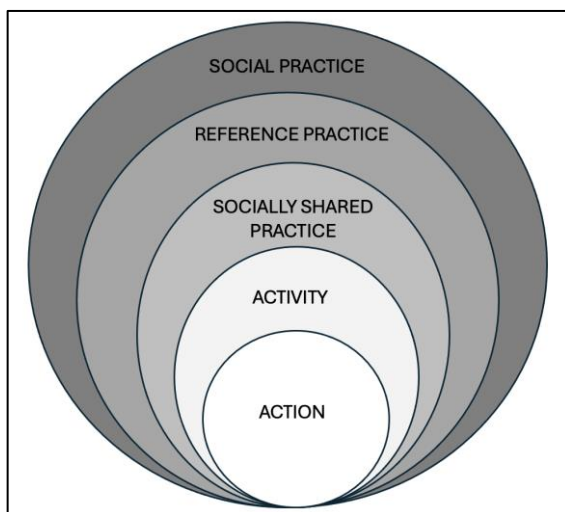 SOCIAL PRACTICE
REFERENCE PRACTICE
SOCIALLY SHARED
PRACTICE
ACTIVITY
ACTION